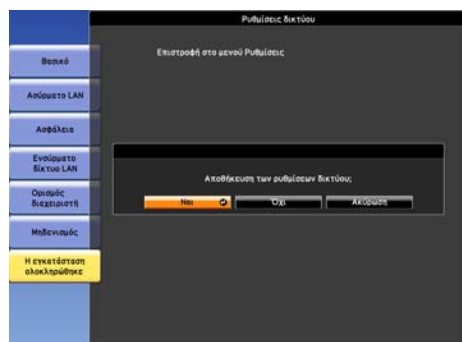 Ρυθμίσεις δικτύου
Επιστροφή στο μενού Ρυθμίσεις
Βασικό
Ασύρματο LAN
Ασφάλεια
Ενσύρματο
δίκτυο LAN
Ορισμός
διαχειριστή
Μηδενισμός
Η εγκατάσταση
ολοκληρώθηκε
Αποθήκευση των ρυθμίσεων δικτύου;
Ναι
Όχι
Ακύρωση